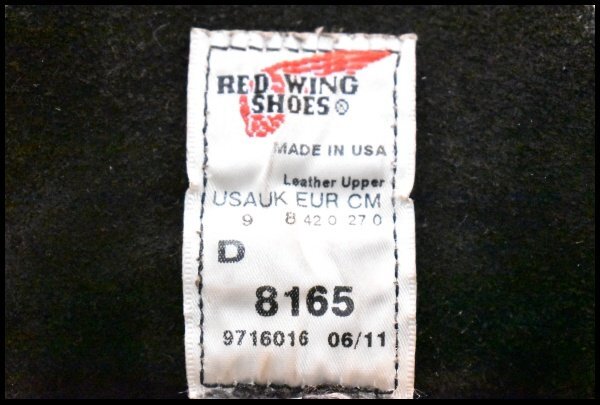 RED WING
SHOES®
MADE IN USA
Leather Upper
USA UK EUR CM
9 8 42 0 27 0
D
8165
9716016 06/11